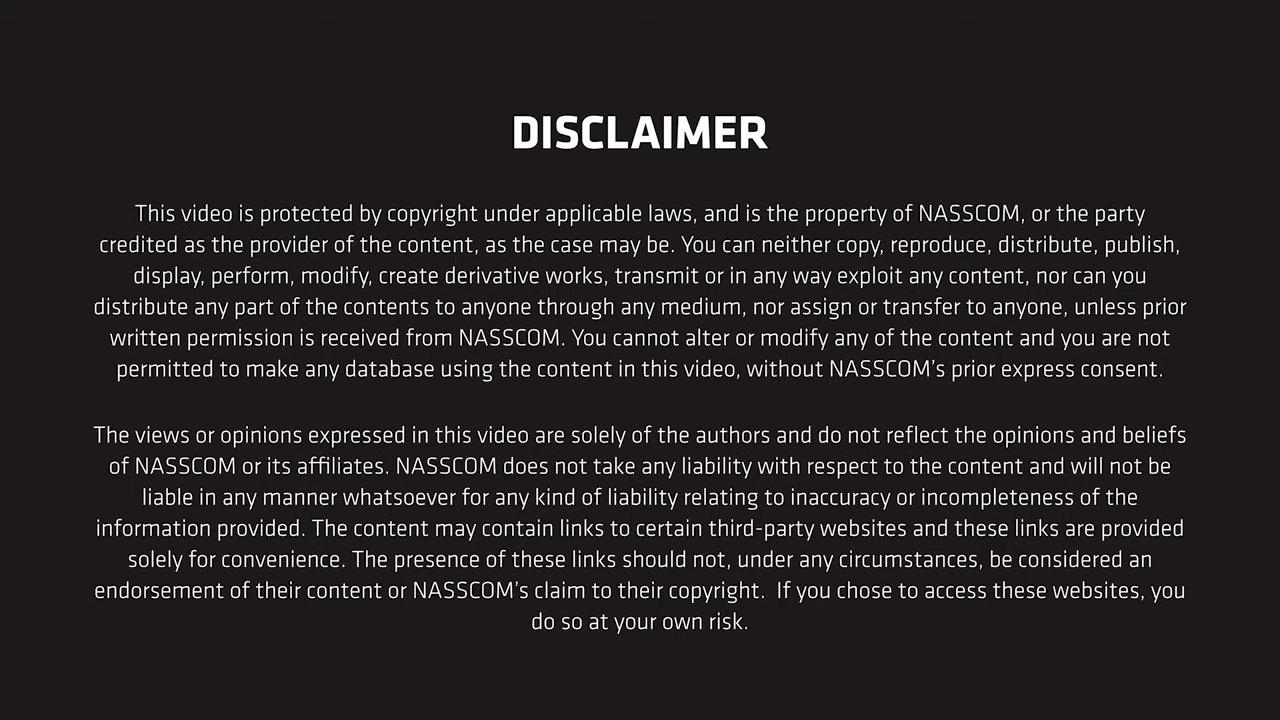 DISCLAIMER
This video is protected by copyright under applicable laws, and is the property of NASSCOM, or the party
credited as the provider of the content, as the case may be. You can neither copy, reproduce, distribute, publish,
display, perform, modify, create derivative works, transmit or in any way exploit any content, nor can you
distribute any part of the contents to anyone through any medium, nor assign or transfer to anyone, unless prior
written permission is received from NASSCOM. You cannot alter or modify any of the content and you are not
permitted to make any database using the content in this video, without NASSCOM’s prior express consent.
The views or opinions expressed in this video are solely of the authors and do not reflect the opinions and beliefs
of NASSCOM or its affiliates. NASSCOM does not take any liability with respect to the content and will not be
liable in any manner whatsoever for any kind of liability relating to inaccuracy or incompleteness of the
information provided. The content may contain links to certain third-party websites and these links are provided
solely for convenience. The presence of these links should not, under any circumstances, be considered an
endorsement of their content or NASSCOM’s claim to their copyright.  If you chose to access these websites, you
do so at your own risk.